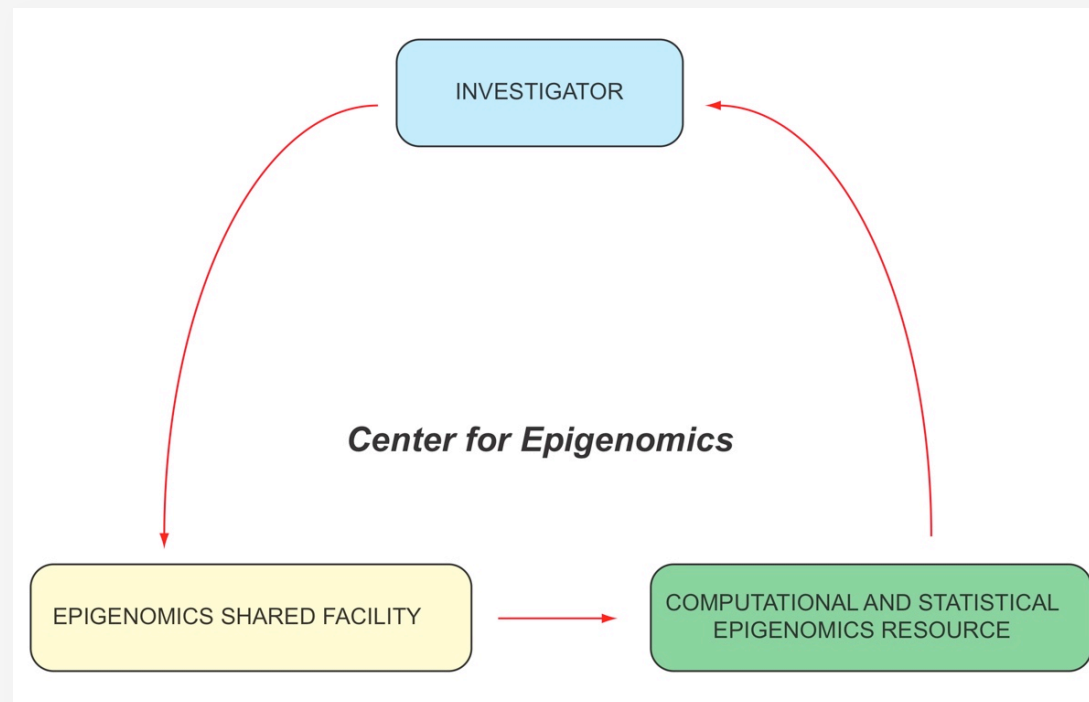 INVESTIGATOR
Center for Epigenomics
EPIGENOMICS SHARED FACILITY
COMPUTATIONAL AND STATISTICAL
EPIGENOMICS RESOURCE